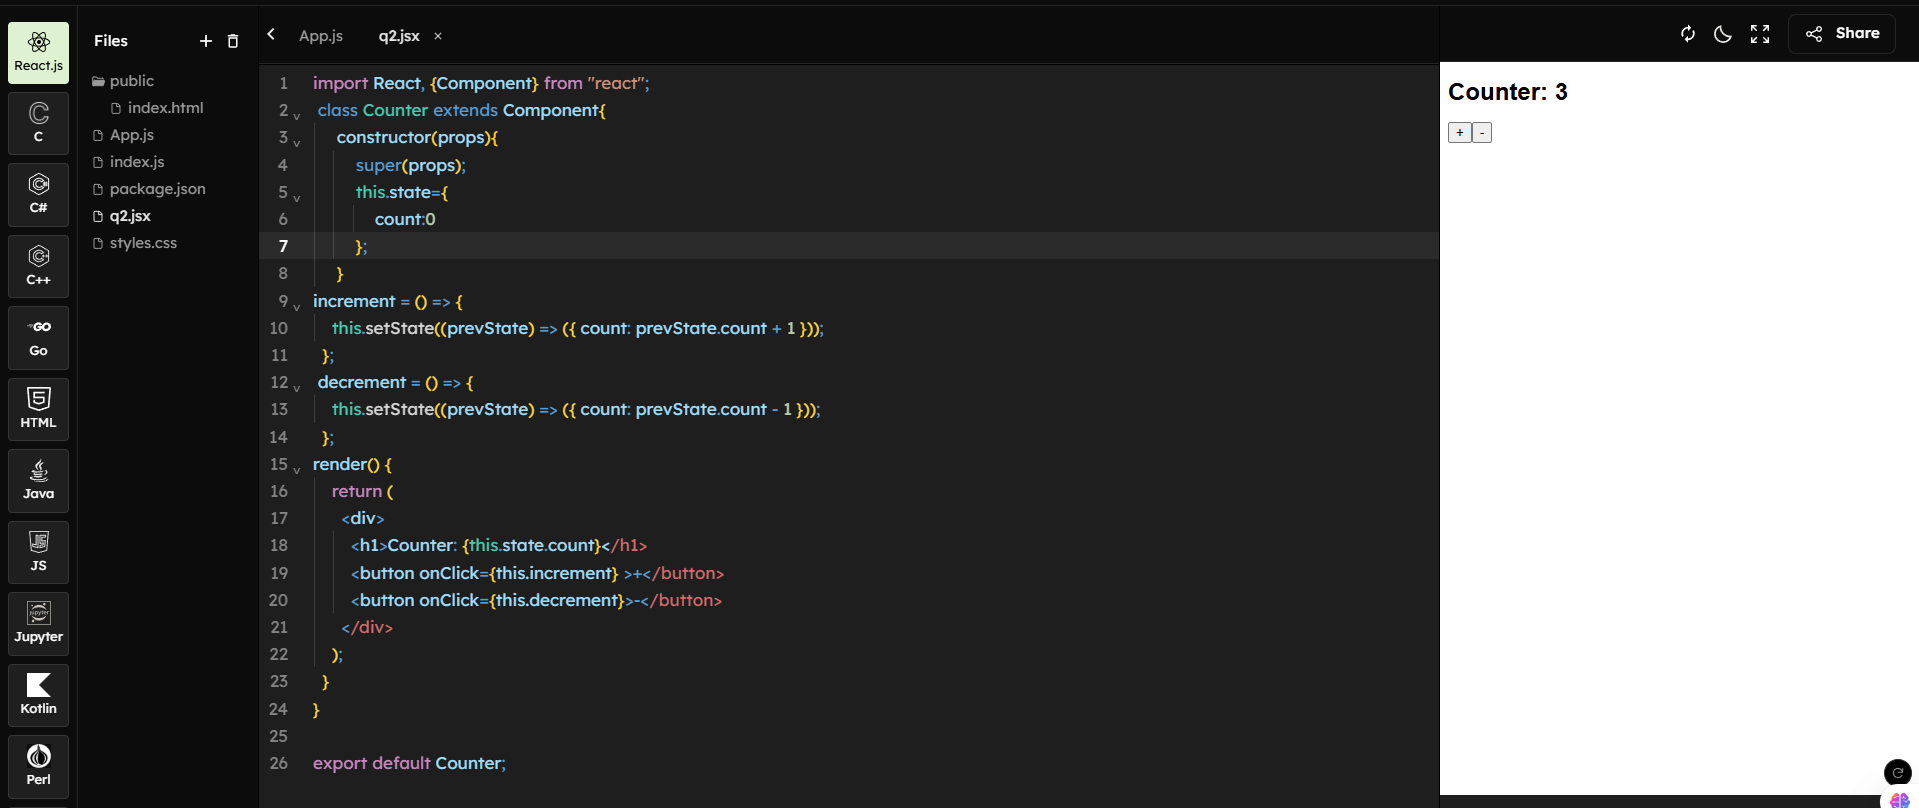 React.js
C
C#
C++
GO
Go
HTML
Java
JS
jupyter
Jupyter
Kotlin
Perl
Files
public
index.html
App.js
index.js
package.json
q2.jsx
styles.css
App.js
q2.jsx
1 import React, {Component} from "react";
2 class Counter extends Component{
3 constructor(props){
4 super(props);
5 this.state={
6 count:0
7 };
8 }
9 increment = () => {
10 this.setState((prevState) => ({ count: prevState.count + 1 }));
11 };
12 decrement = () => {
13 this.setState((prevState) => ({ count: prevState.count - 1 }));
14 };
15 render() {
16 return (
17 <div>
18 <h1>Counter: {this.state.count}</h1>
19 <button onClick={this.increment} >+</button>
20 <button onClick={this.decrement}>-</button>
21 </div>
22 );
23 }
24 }
25
26 export default Counter;
Share
Counter: 3
+ -